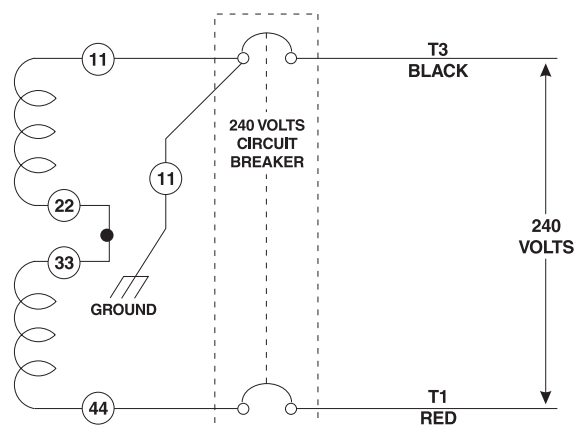 11
T3
BLACK
240 VOLTS
CIRCUIT
BREAKER
11
22
240
VOLTS
33
GROUND
T1
44
RED